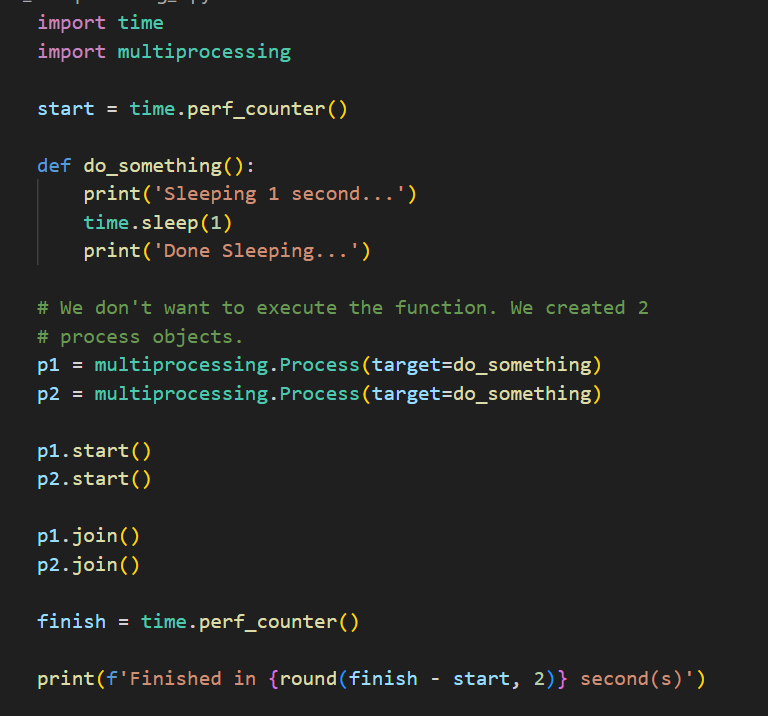 import time
import multiprocessing

start = time.perf_counter()

def do_something():
    print('Sleeping 1 second...')
    time.sleep(1)
    print('Done Sleeping...')

# We don't want to execute the function. We created 2
# process objects.
p1 = multiprocessing.Process(target=do_something)
p2 = multiprocessing.Process(target=do_something)

p1.start()
p2.start()

p1.join()
p2.join()

finish = time.perf_counter()

print(f'Finished in {round(finish - start, 2)} second(s)')